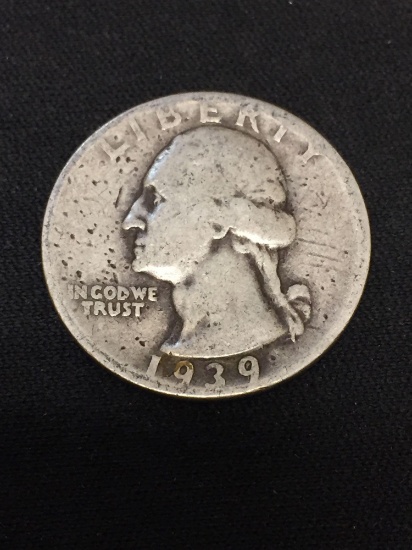 LIBERTY
IN GOD WE
TRUST
1939